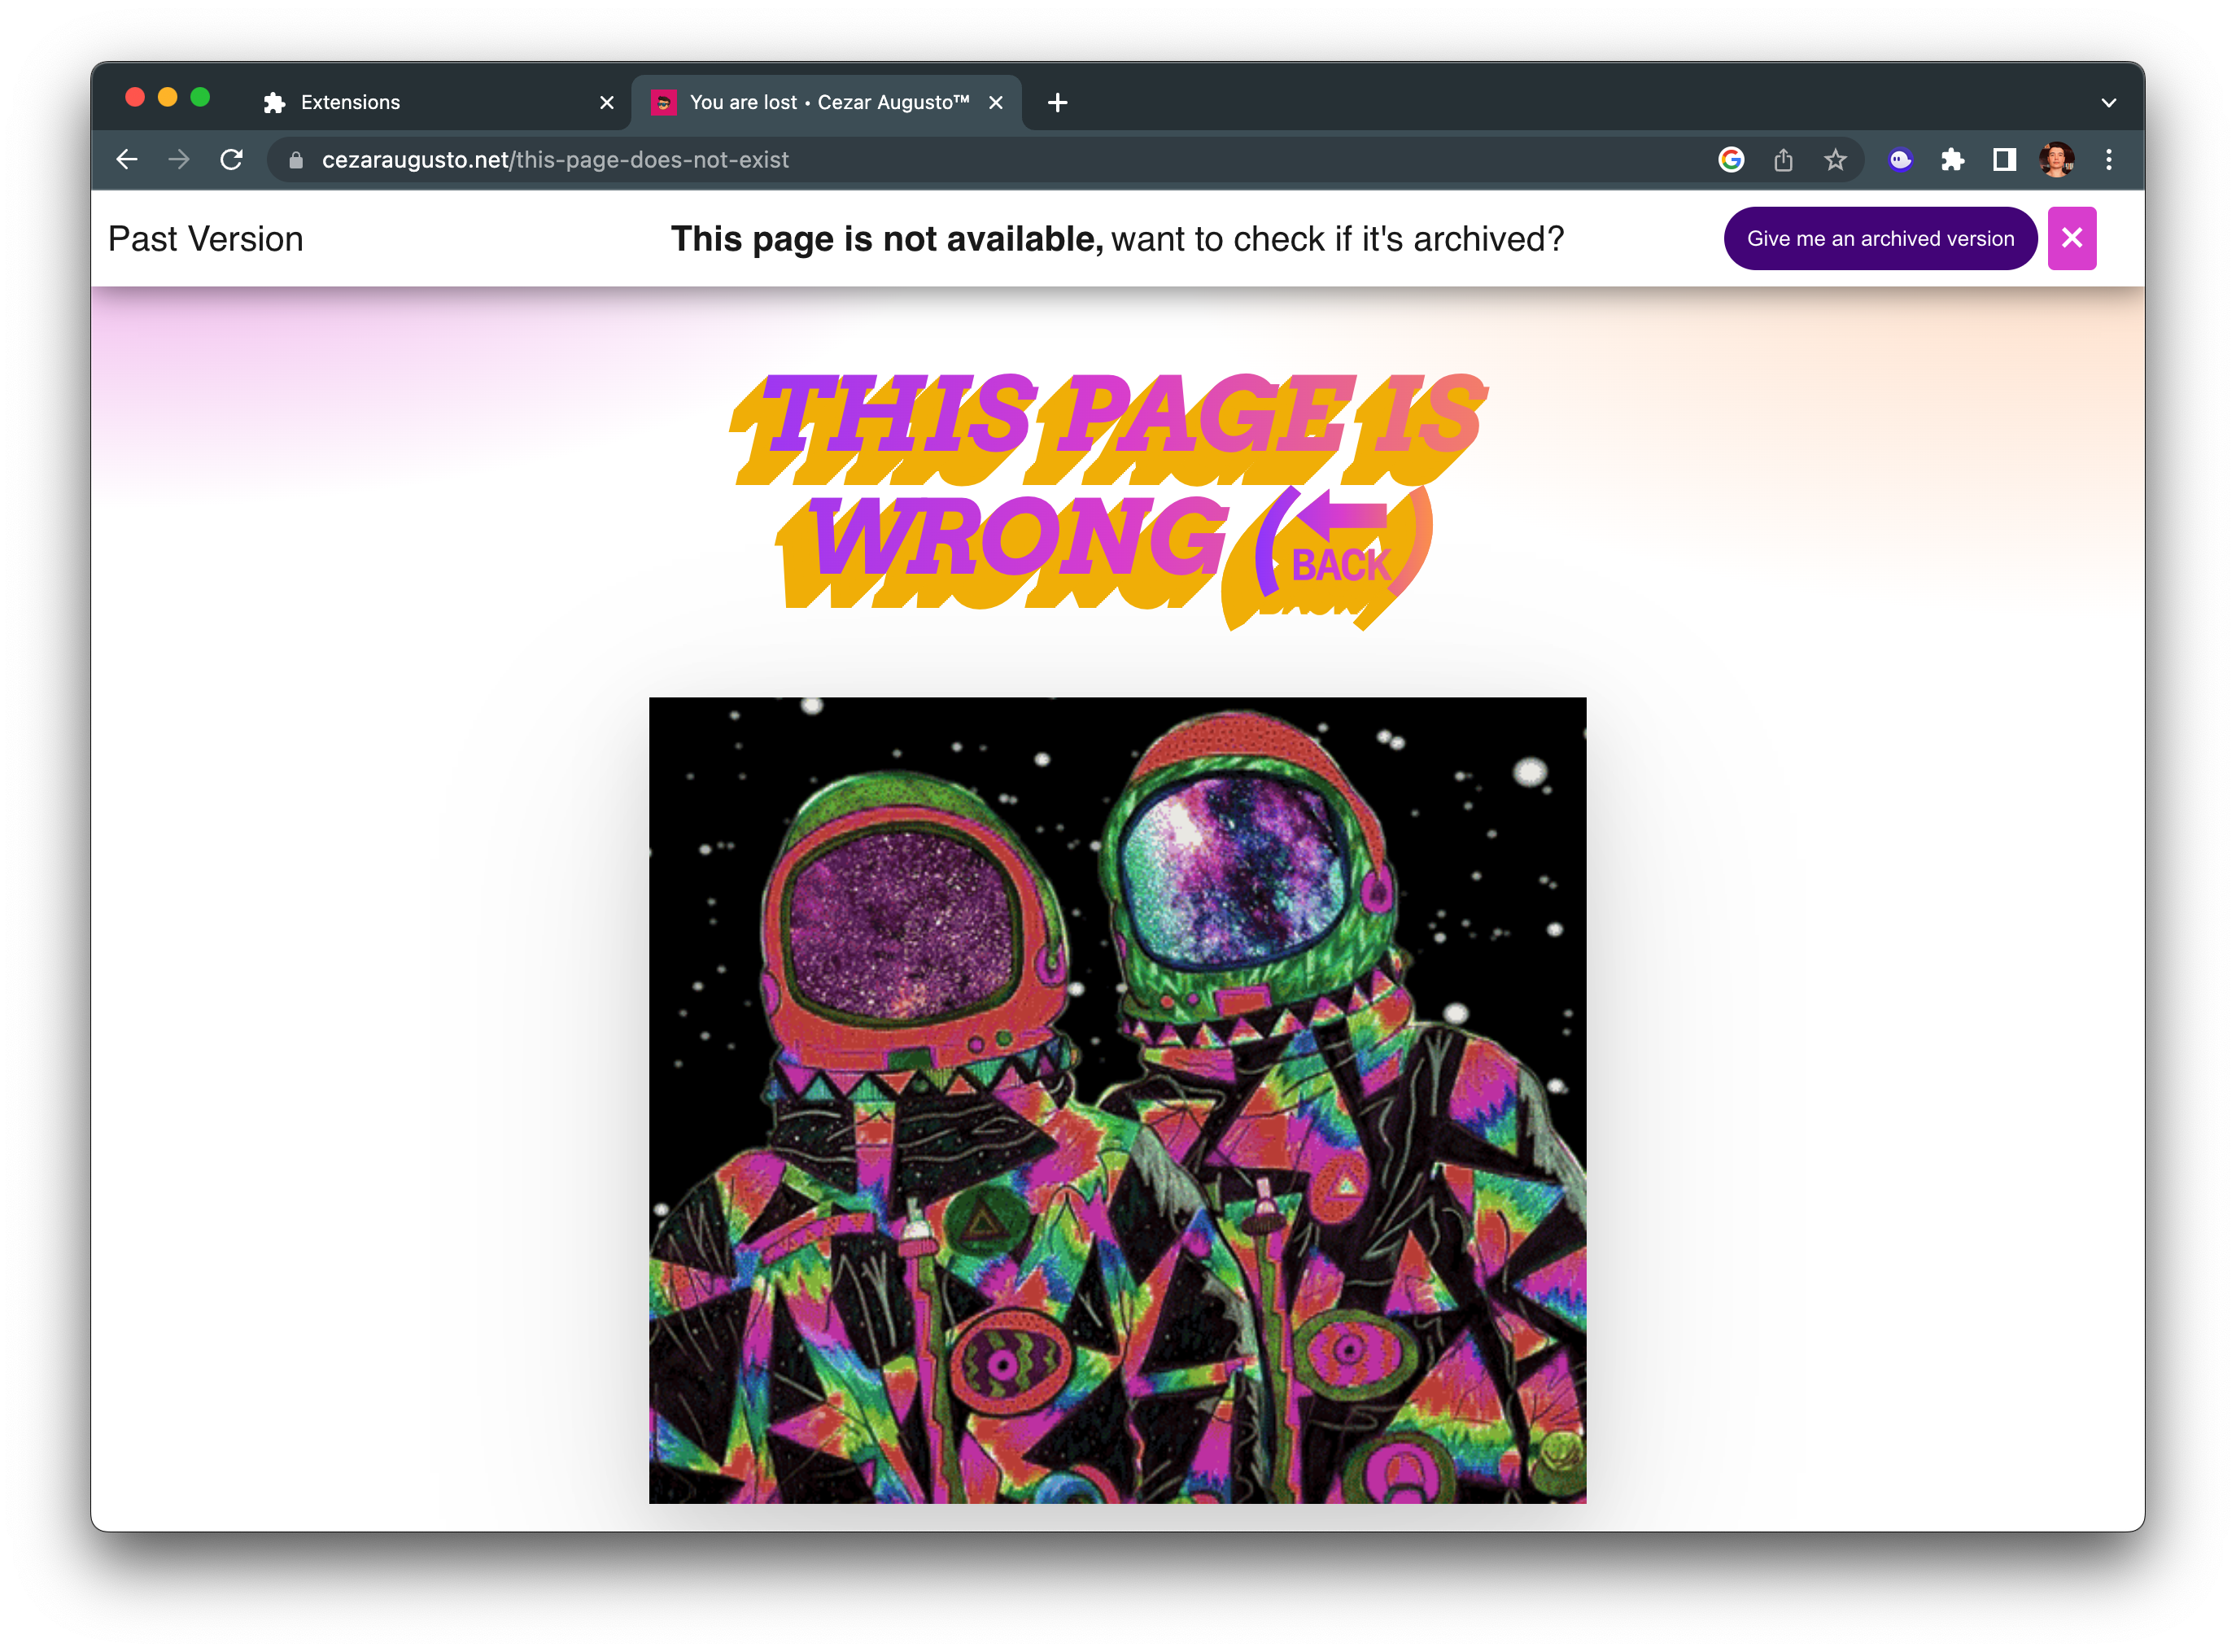 Extensions
You are lost • Cezar Augusto™
cezaraugusto.net/this-page-does-not-exist
Past Version
This page is not available, want to check if it's archived?
Give me an archived version
THIS PAGE IS
WRONG
BACK